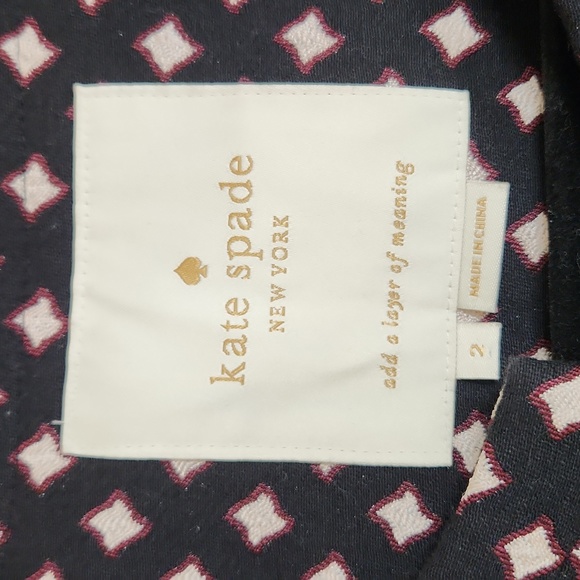 kate spade
NEW YORK
add a layer of meaning
2
MADE IN CHINA